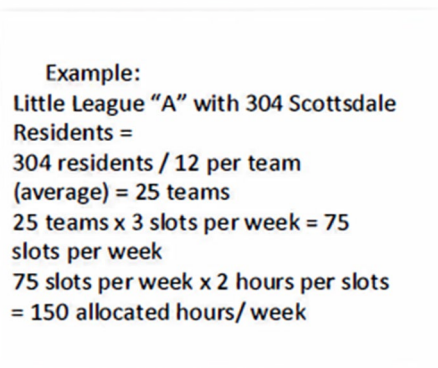 Example:
Little League “A” with 304 Scottsdale
Residents =
304 residents / 12 per team
(average) = 25 teams
25 teams x 3 slots per week = 75
slots per week
75 slots per week x 2 hours per slots
= 150 allocated hours/ week